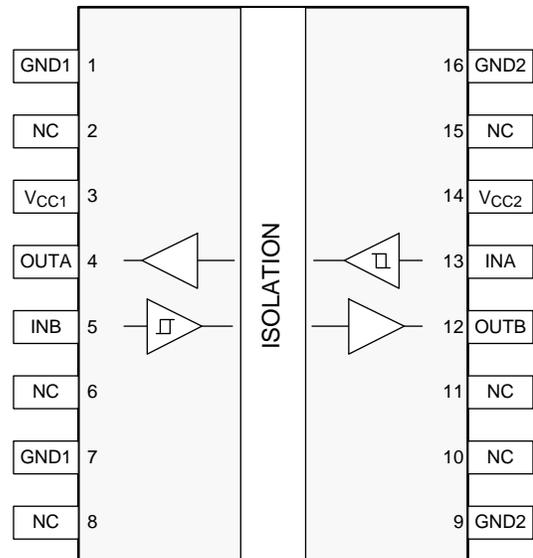 GND1 1 16 GND2
NC 2 15 NC
VCC1 3 14 VCC2
OUTA 4 13 INA
ISOLATION
INB 5 12 OUTB
NC 6 11 NC
GND1 7 10 NC
NC 8 9 GND2